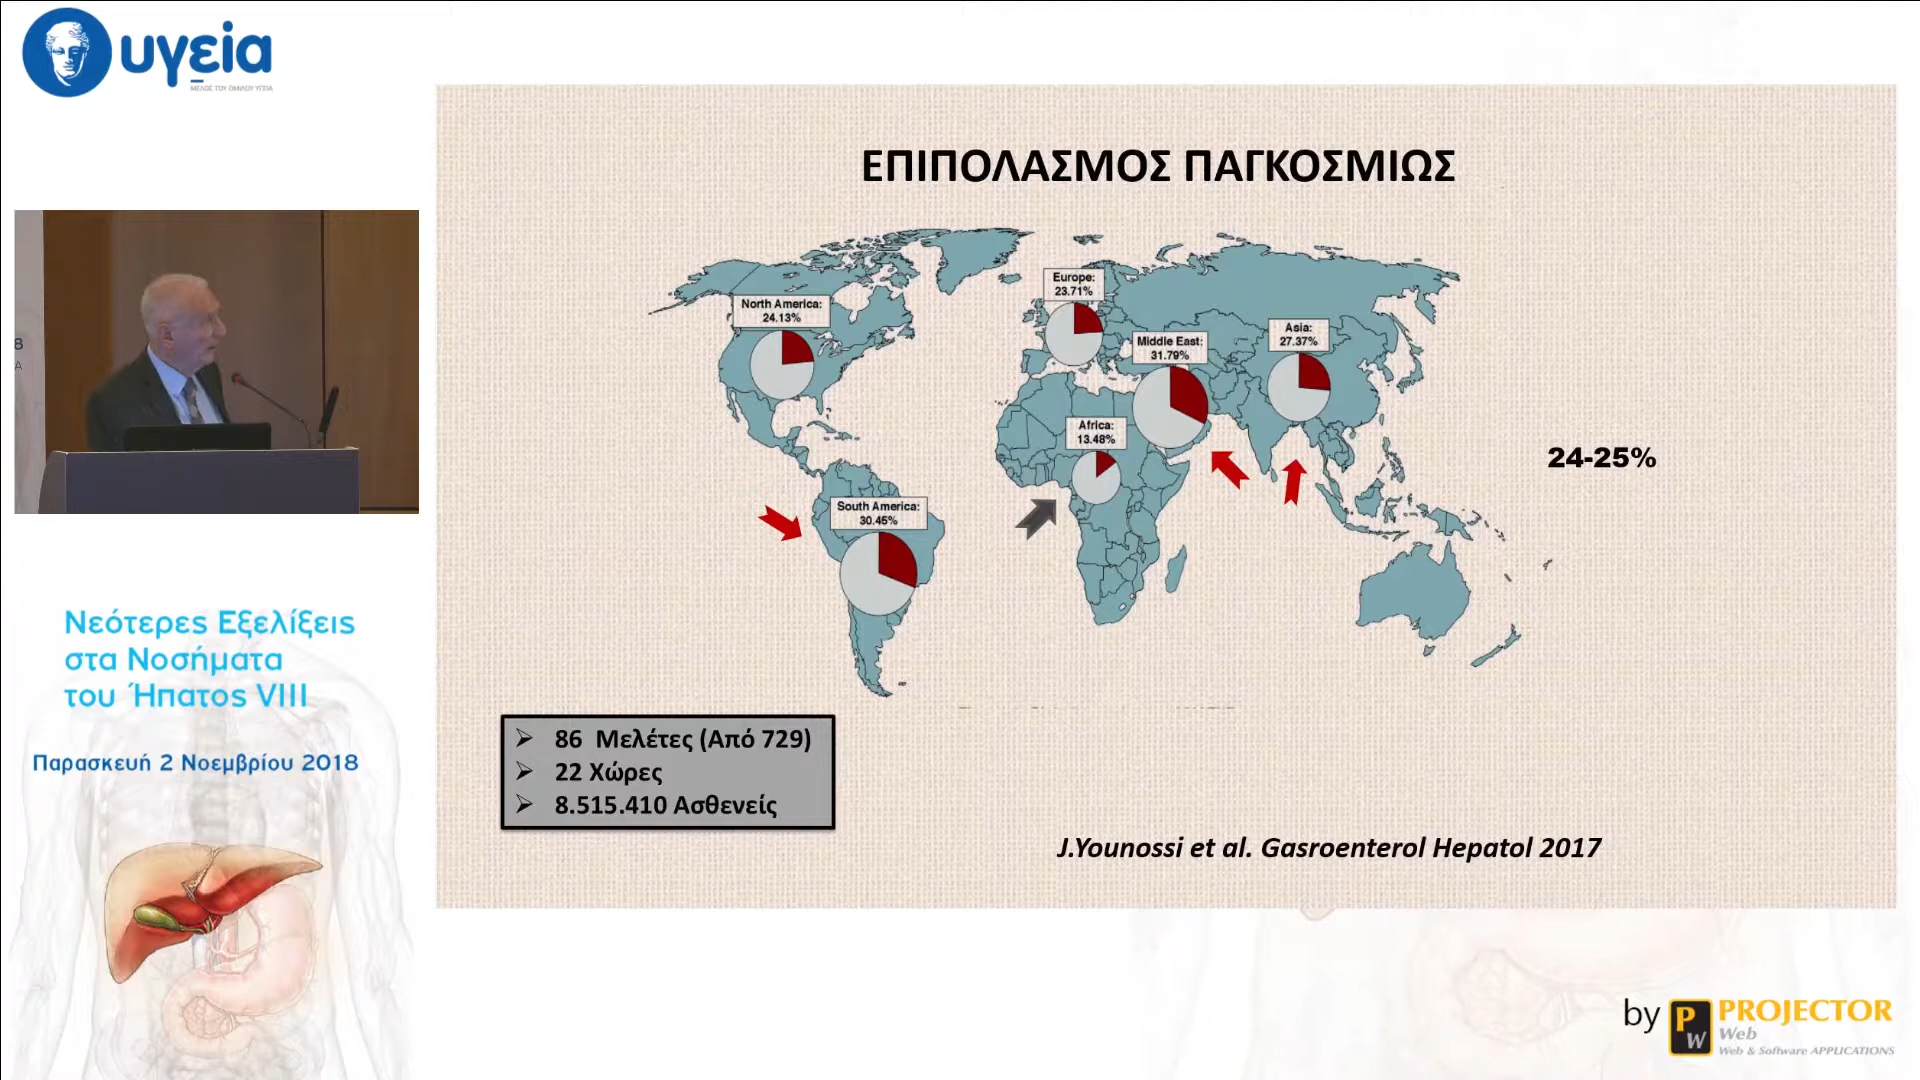 υγεία
ΜΕΛΟΣ ΤΟΥ ΟΜΙΛΟΥ ΥΓΕΙΑ
8
A
Νεότερες Εξελίξεις
στα Νοσήματα
του Ήπατος VIII
Παρασκευή 2 Νοεμβρίου 2018
ΕΠΙΠΟΛΑΣΜΟΣ ΠΑΓΚΟΣΜΙΩΣ
North America:
24.13%
Europe:
23.71%
Middle East:
31.79%
Asia:
27.37%
Africa:
13.48%
South America:
30.45%
24-25%
➢ 86 Μελέτες (Από 729)
➢ 22 Χώρες
➢ 8.515.410 Ασθενείς
J.Younossi et al. Gasroenterol Hepatol 2017
by PW PROJECTOR
Web
Web & Software APPLICATIONS